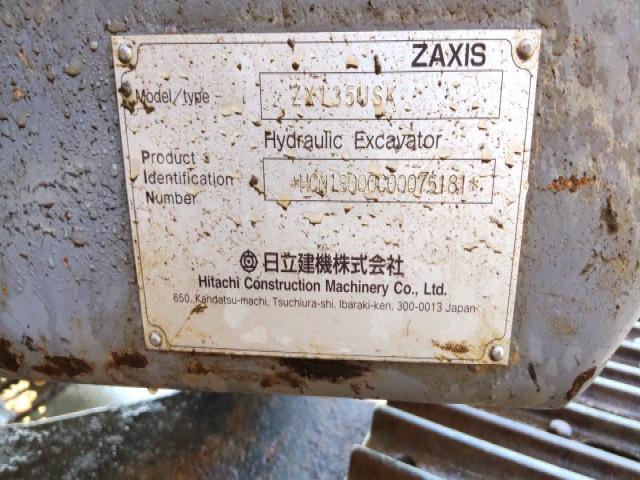 ZAXIS
Model/type ZX135USK
Hydraulic Excavator
Product
Identification
Number
日立建機株式会社
Hitachi Construction Machinery Co., Ltd.
650, Kandatsu-machi, Tsuchiura-shi, Ibaraki-ken, 300-0013 Japan